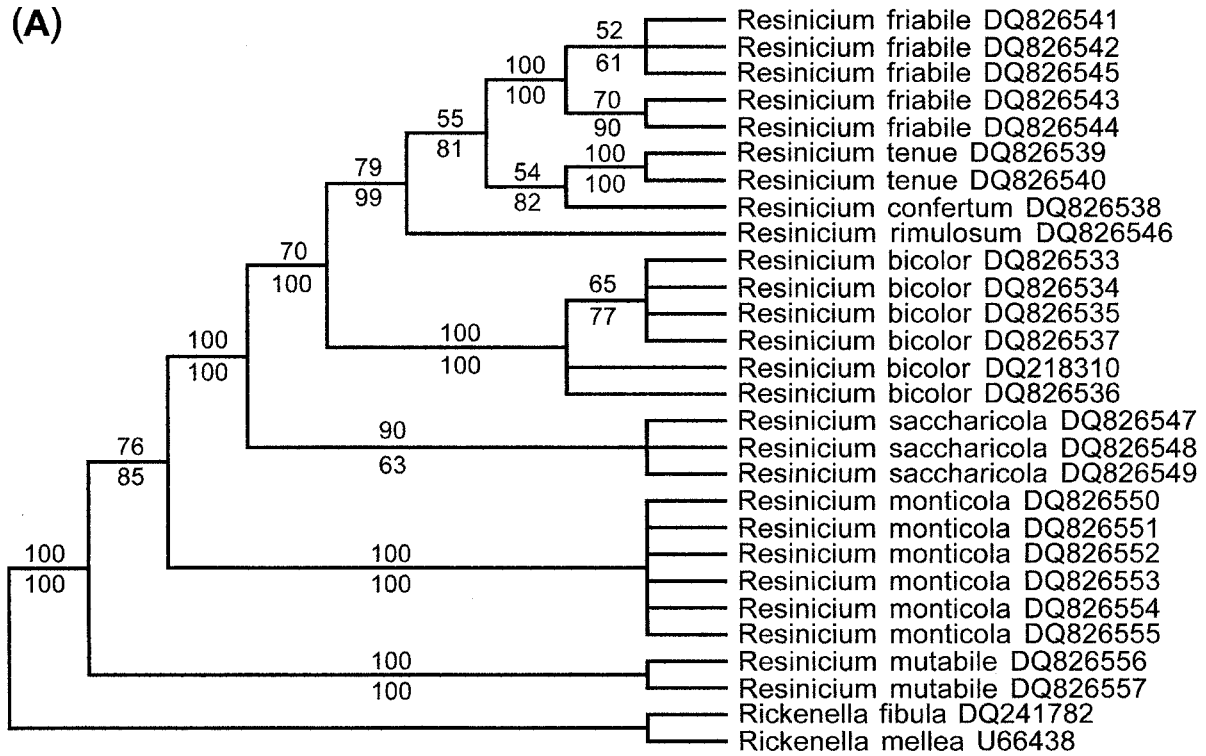 (A)
Resinicium friabile DQ826541
52
Resinicium friabile DQ826542
61
Resinicium friabile DQ826545
100
100
70
Resinicium friabile DQ826543
90
Resinicium friabile DQ826544
55
81
100
Resinicium tenue DQ826539
100
Resinicium tenue DQ826540
79
99
54
82
Resinicium confertum DQ826538
Resinicium rimulosum DQ826546
70
100
Resinicium bicolor DQ826533
65
Resinicium bicolor DQ826534
77
Resinicium bicolor DQ826535
100
100
Resinicium bicolor DQ826537
100
100
Resinicium bicolor DQ218310
Resinicium bicolor DQ826536
90
63
Resinicium saccharicola DQ826547
Resinicium saccharicola DQ826548
Resinicium saccharicola DQ826549
76
85
Resinicium monticola DQ826550
Resinicium monticola DQ826551
100
100
Resinicium monticola DQ826552
Resinicium monticola DQ826553
Resinicium monticola DQ826554
Resinicium monticola DQ826555
100
100
100
100
Resinicium mutabile DQ826556
Resinicium mutabile DQ826557
Rickenella fibula DQ241782
Rickenella mellea U66438